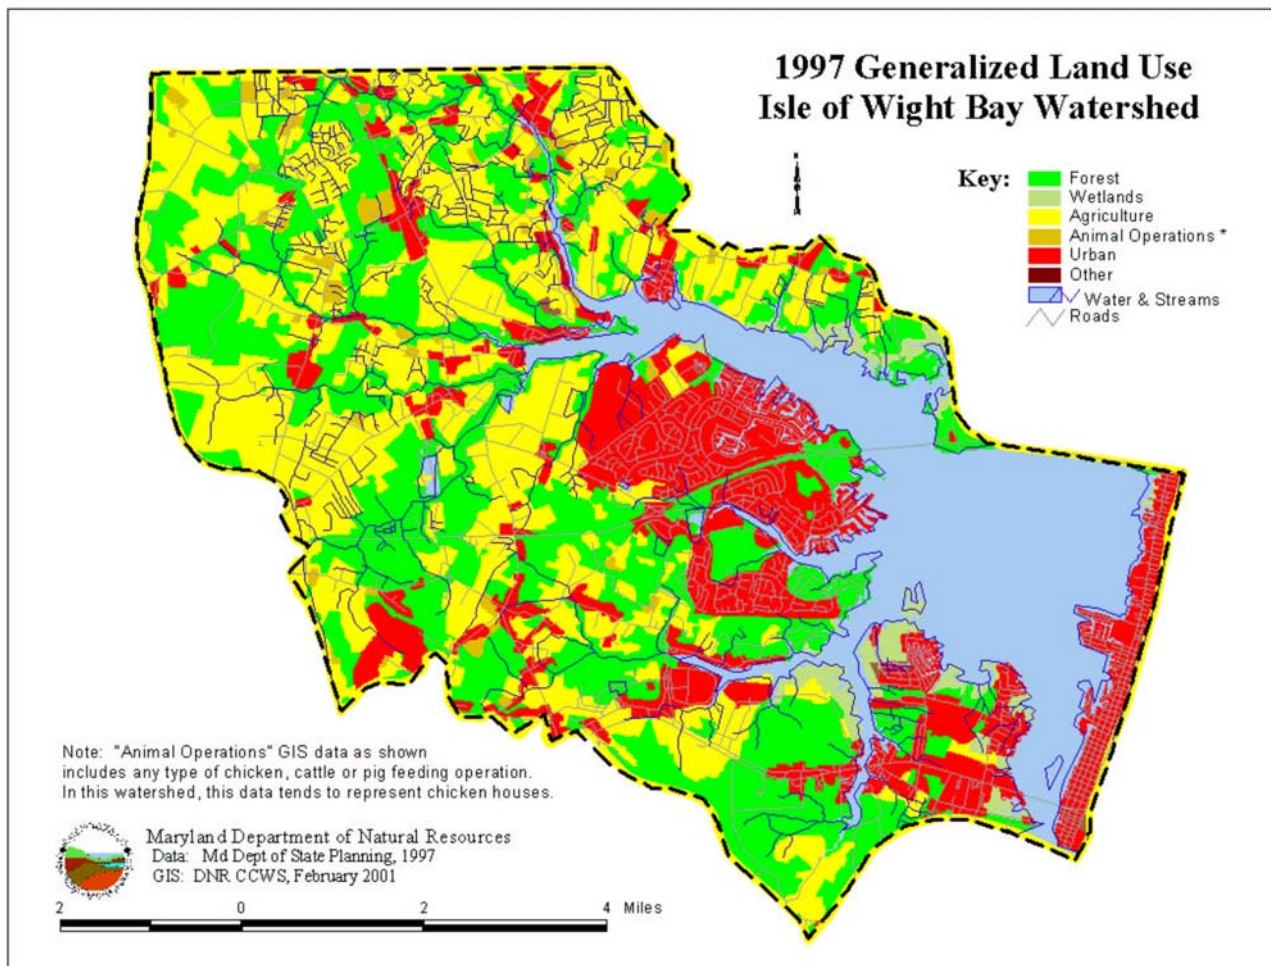 1997 Generalized Land Use
Isle of Wight Bay Watershed
Key:
Forest
Wetlands
Agriculture
Animal Operations *
Urban
Other
Water & Streams
Roads
Note: "Animal Operations" GIS data as shown
includes any type of chicken, cattle or pig feeding operation.
In this watershed, this data tends to represent chicken houses.
Maryland Department of Natural Resources
Data: Md Dept of State Planning, 1997
GIS: DNR CCWS, February 2001
2 0 2 4 Miles